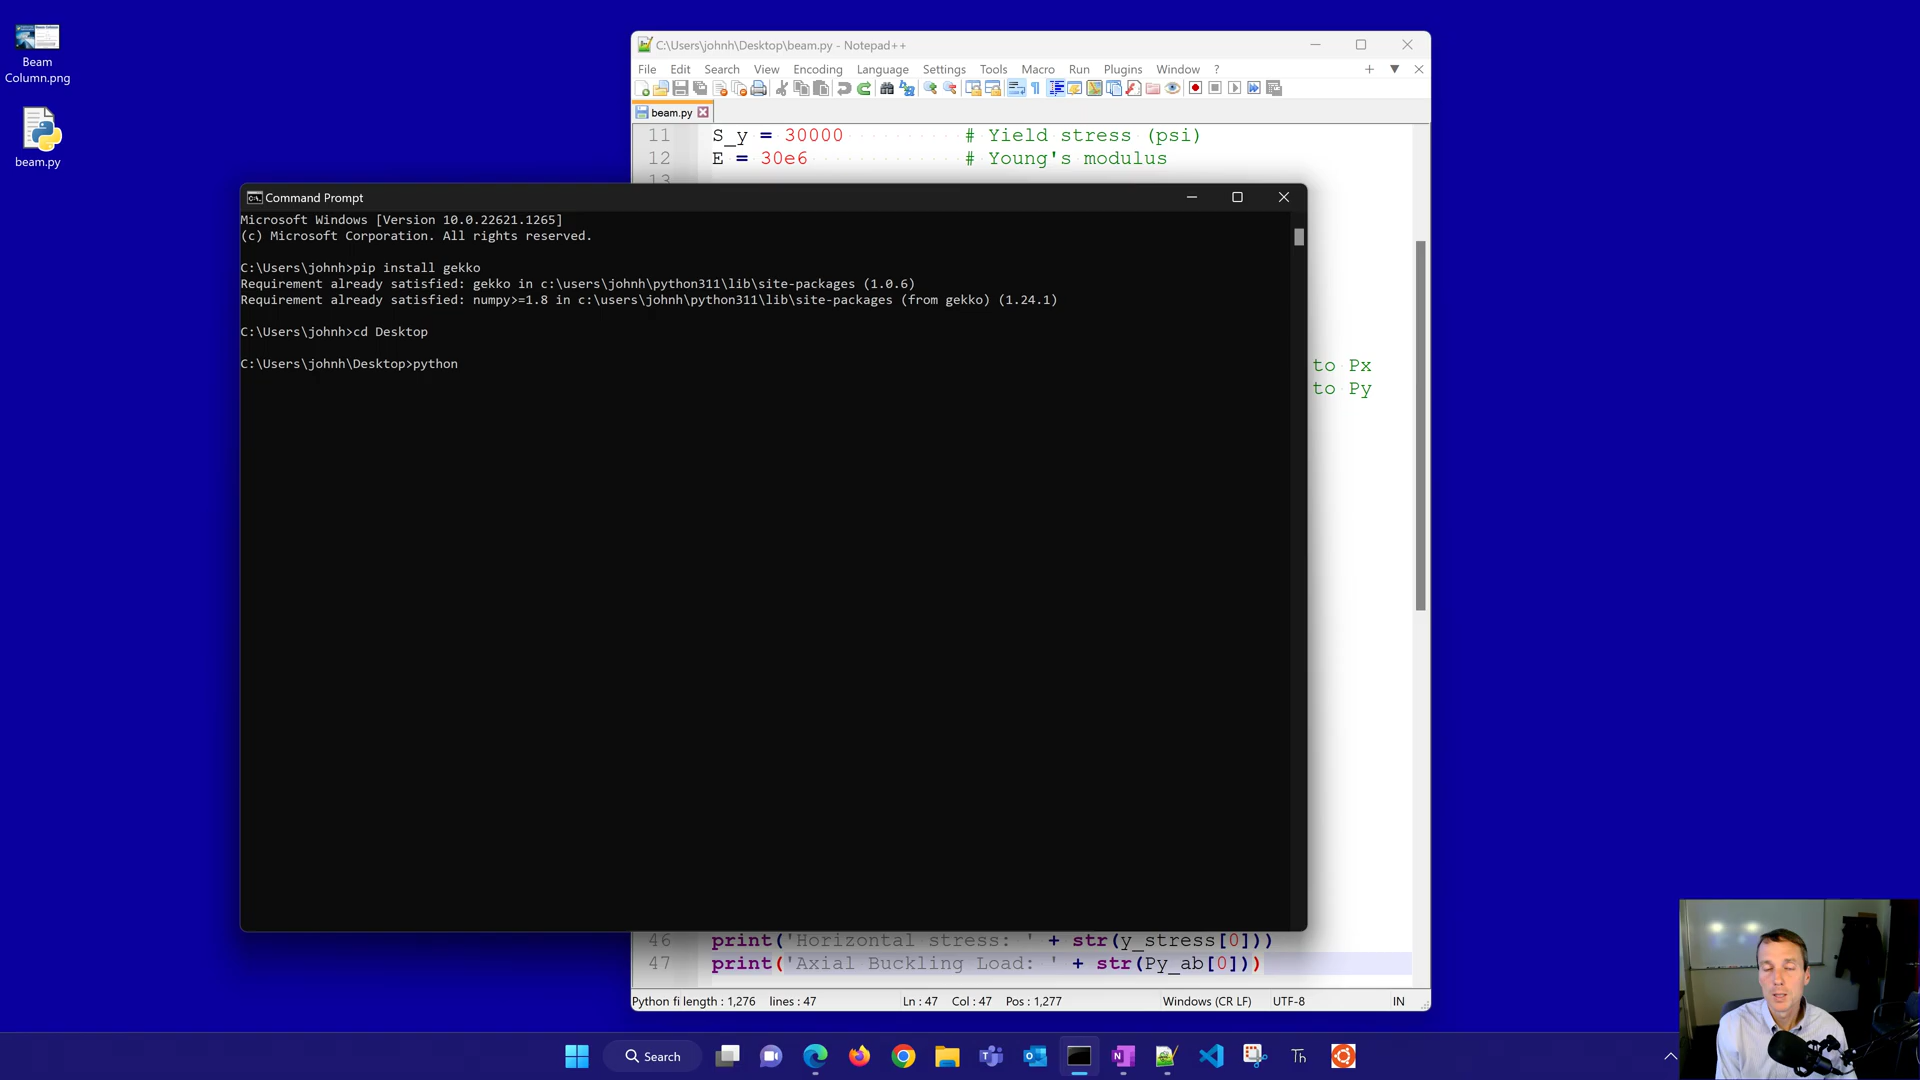 Beam
Column.png
beam.py
C:\Users\johnh\Desktop\beam.py - Notepad++
File Edit Search View Encoding Language Settings Tools Macro Run Plugins Window ?
beam.py
11 S_y = 30000 # Yield stress (psi)
12 E = 30e6 # Young's modulus
13
Command Prompt
Microsoft Windows [Version 10.0.22621.1265]
(c) Microsoft Corporation. All rights reserved.
C:\Users\johnh>pip install gekko
Requirement already satisfied: gekko in c:\users\johnh\python311\lib\site-packages (1.0.6)
Requirement already satisfied: numpy>=1.8 in c:\users\johnh\python311\lib\site-packages (from gekko) (1.24.1)
C:\Users\johnh>cd Desktop
C:\Users\johnh\Desktop>python
to Px
to Py
46 print('Horizontal stress: ' + str(y_stress[0]))
47 print('Axial Buckling Load: ' + str(Py_ab[0]))
Python fi length : 1,276 lines : 47 Ln : 47 Col : 47 Pos : 1,277 Windows (CR LF) UTF-8 IN
Search
Th